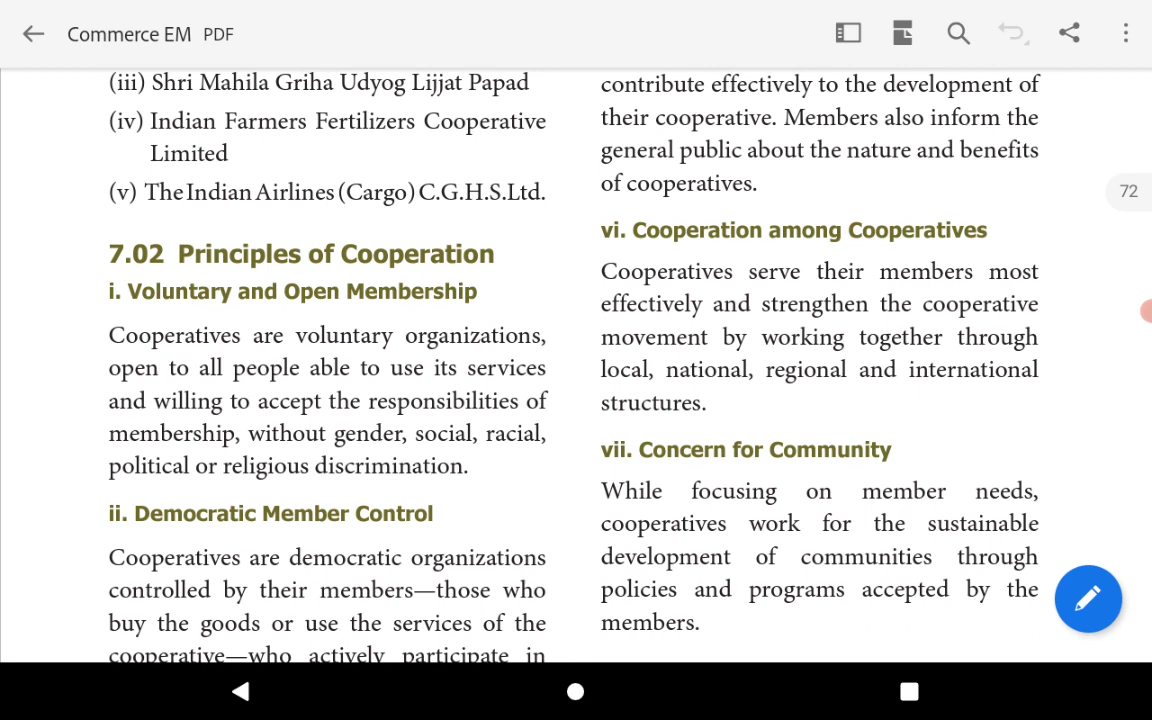 Commerce EM PDF
(iii) Shri Mahila Griha Udyog Lijjat Papad
(iv) Indian Farmers Fertilizers Cooperative
Limited
(v) The Indian Airlines (Cargo) C.G.H.S.Ltd.
7.02 Principles of Cooperation
i. Voluntary and Open Membership
Cooperatives are voluntary organizations,
open to all people able to use its services
and willing to accept the responsibilities of
membership, without gender, social, racial,
political or religious discrimination.
ii. Democratic Member Control
Cooperatives are democratic organizations
controlled by their members—those who
buy the goods or use the services of the
cooperative—who actively participate in
contribute effectively to the development of
their cooperative. Members also inform the
general public about the nature and benefits
of cooperatives.
vi. Cooperation among Cooperatives
Cooperatives serve their members most
effectively and strengthen the cooperative
movement by working together through
local, national, regional and international
structures.
vii. Concern for Community
While focusing on member needs,
cooperatives work for the sustainable
development of communities through
policies and programs accepted by the
members.
72